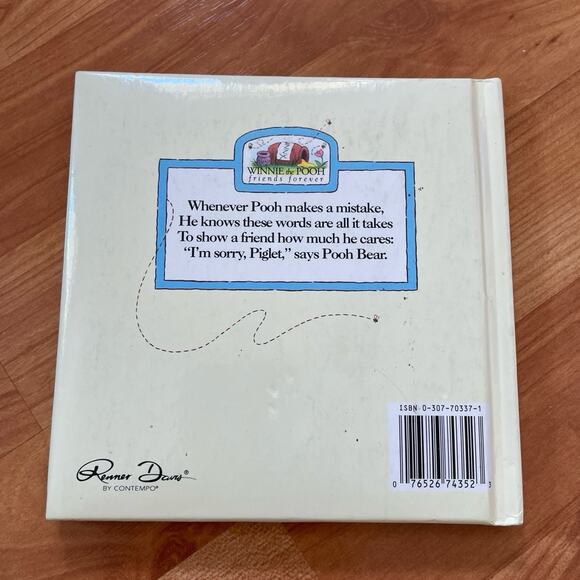 WINNIE the POOH
friends forever
Whenever Pooh makes a mistake,
He knows these words are all it takes
To show a friend how much he cares:
“I’m sorry, Piglet,” says Pooh Bear.
ISBN 0-307-70337-1
0 76526 74352 3
Renner Davis®
BY CONTEMPO®